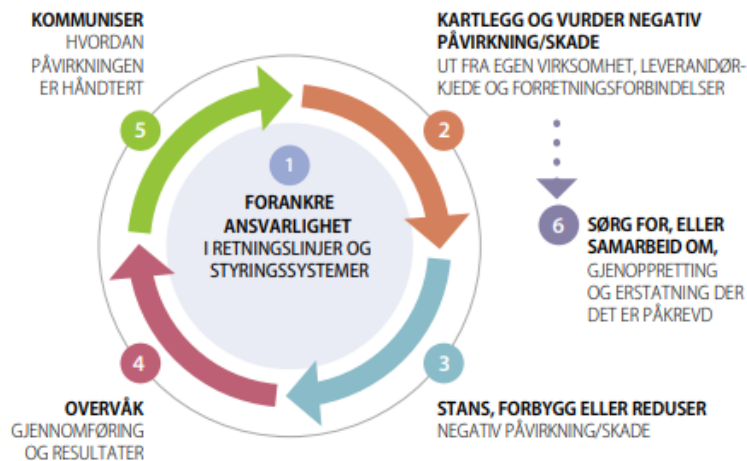 1
FORANKRE
ANSVARLIGHET
I RETNINGSLINJER OG
STYRINGSSYSTEMER
2
KARTLEGG OG VURDER NEGATIV
PÅVIRKNING/SKADE
UT FRA EGEN VIRKSOMHET, LEVERANDØR-
KJEDE OG FORRETNINGSFORBINDELSER
3
STANS, FORBYGG ELLER REDUSER
NEGATIV PÅVIRKNING/SKADE
4
OVERVÅK
GJENNOMFØRING
OG RESULTATER
5
KOMMUNISER
HVORDAN
PÅVIRKNINGEN
ER HÅNDTERT
6
SØRG FOR, ELLER
SAMARBEID OM,
GJENOPPRETTING
OG ERSTATNING DER
DET ER PÅKREVD